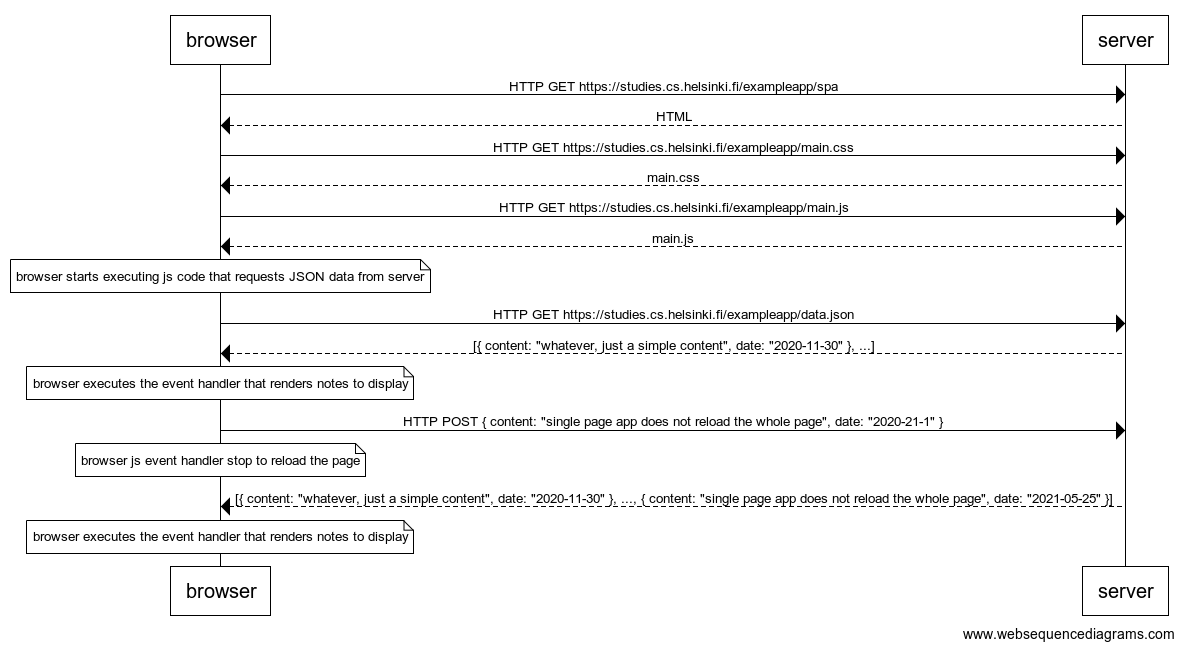 browser
server
HTTP GET https://studies.cs.helsinki.fi/exampleapp/spa
HTML
HTTP GET https://studies.cs.helsinki.fi/exampleapp/main.css
main.css
HTTP GET https://studies.cs.helsinki.fi/exampleapp/main.js
main.js
browser starts executing js code that requests JSON data from server
HTTP GET https://studies.cs.helsinki.fi/exampleapp/data.json
[{ content: "whatever, just a simple content", date: "2020-11-30" }, ...]
browser executes the event handler that renders notes to display
HTTP POST { content: "single page app does not reload the whole page", date: "2020-21-1" }
browser js event handler stop to reload the page
[{ content: "whatever, just a simple content", date: "2020-11-30" }, ..., { content: "single page app does not reload the whole page", date: "2021-05-25" }]
browser executes the event handler that renders notes to display
browser
server
www.websequencediagrams.com